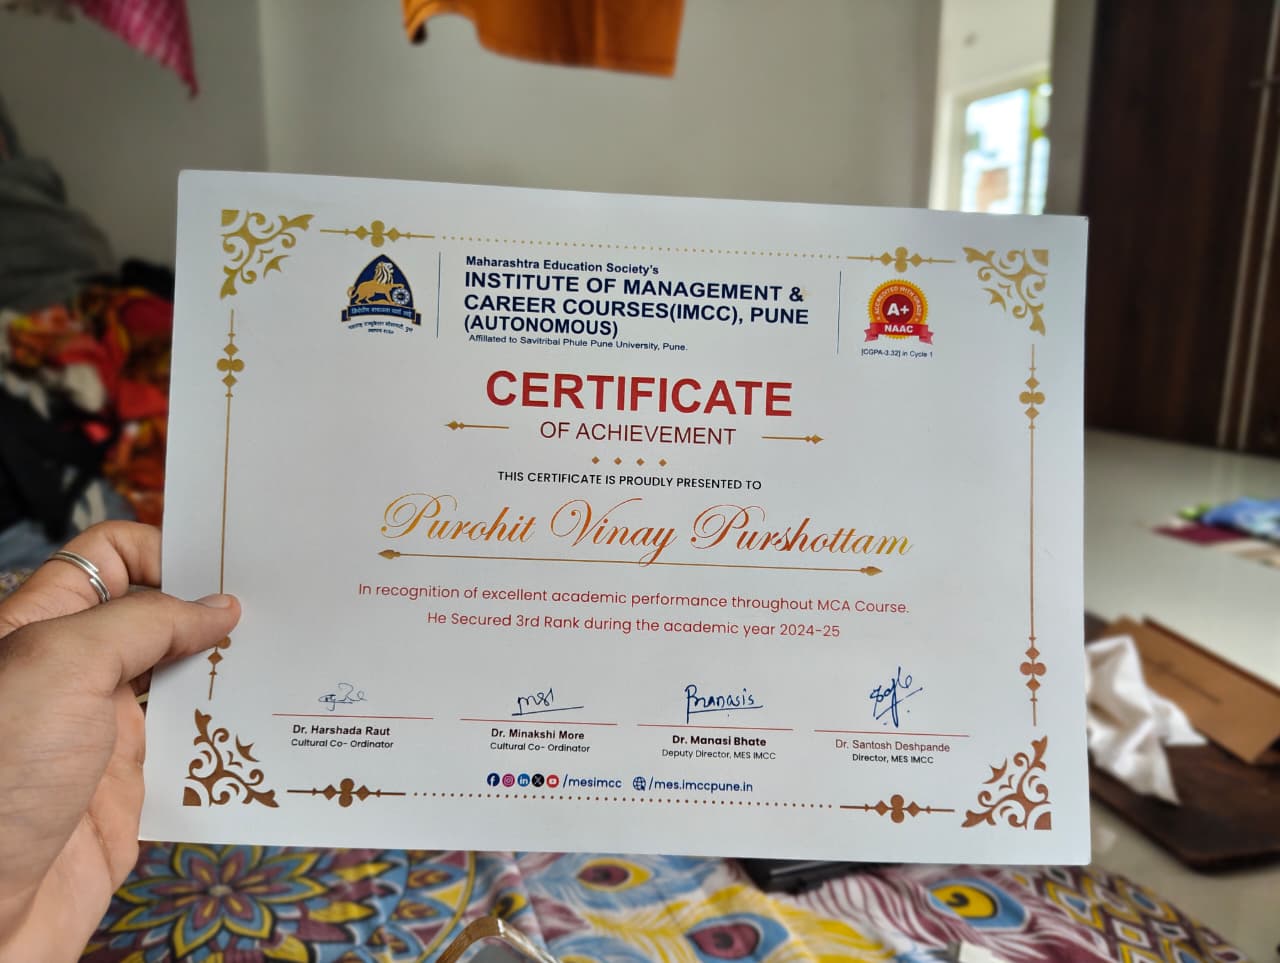 Maharashtra Education Society's
INSTITUTE OF MANAGEMENT &
CAREER COURSES(IMCC), PUNE
(AUTONOMOUS)
Affiliated to Savitribai Phule Pune University, Pune.
ACCREDITED WITH GRADE
A+
NAAC
[CGPA-3.32] in Cycle 1
CERTIFICATE
OF ACHIEVEMENT
THIS CERTIFICATE IS PROUDLY PRESENTED TO
Purohit Vinay Purshottam
In recognition of excellent academic performance throughout MCA Course.
He Secured 3rd Rank during the academic year 2024-25
Dr. Harshada Raut
Cultural Co- Ordinator
Dr. Minakshi More
Cultural Co- Ordinator
Dr. Manasi Bhate
Deputy Director, MES IMCC
Dr. Santosh Deshpande
Director, MES IMCC
/mesimcc /mes.imccpune.in